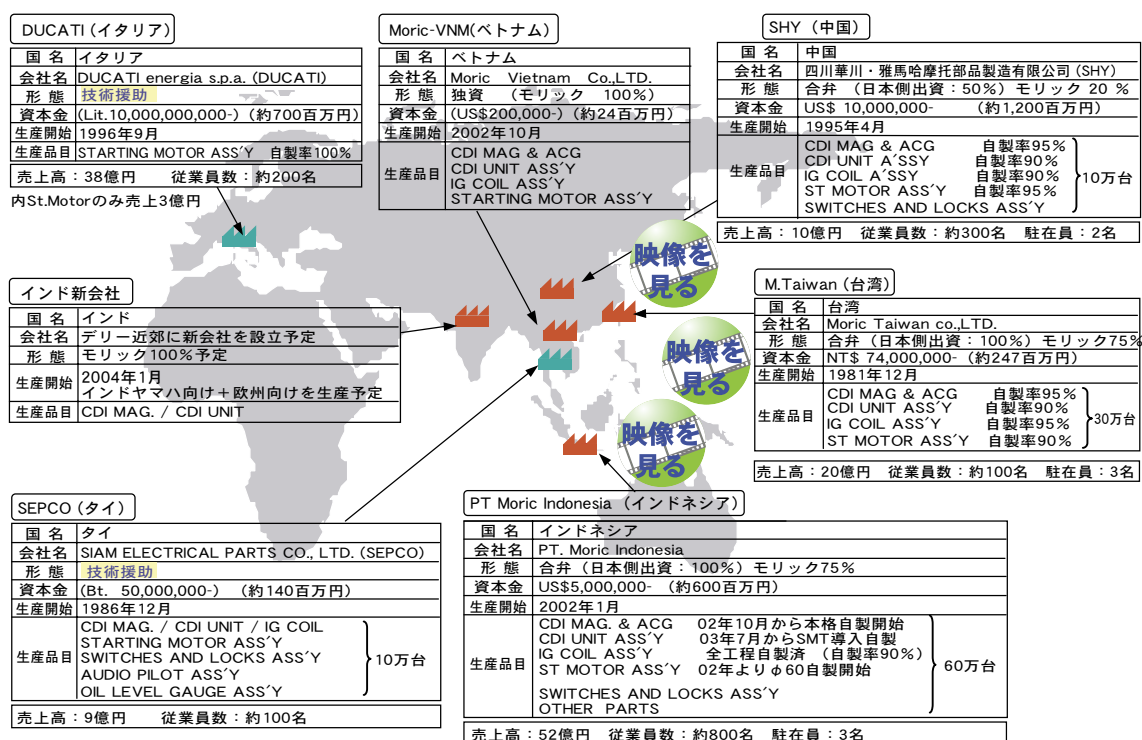 DUCATI (イタリア)
国 名 イタリア
会社名 DUCATI energia s.p.a. (DUCATI)
形 態 技術援助
資本金 (Lit.10,000,000,000-) (約700百万円)
生産開始 1996年9月
生産品目 STARTING MOTOR ASS´Y 自製率100%
売上高：38億円 従業員数：約200名
内St.Motorのみ売上3億円
Moric-VNM(ベトナム)
国 名 ベトナム
会社名 Moric Vietnam Co.,LTD.
形 態 独資 (モリック 100%)
資本金 (US$200,000-) (約24百万円)
生産開始 2002年10月
生産品目
CDI MAG & ACG
CDI UNIT ASS´Y
IG COIL ASS´Y
STARTING MOTOR ASS´Y
SHY (中国)
国 名 中国
会社名 四川華川・雅馬哈摩托部品製造有限公司 (SHY)
形 態 合弁 (日本側出資：50%) モリック 20 %
資本金 US$ 10,000,000- (約1,200百万円)
生産開始 1995年4月
生産品目
CDI MAG & ACG 自製率95%
CDI UNIT A´SSY 自製率90%
IG COIL A´SSY 自製率90%
ST MOTOR ASS´Y 自製率95%
SWITCHES AND LOCKS ASS´Y
10万台
売上高：10億円 従業員数：約300名 駐在員：2名
映像を
見る
インド新会社
国 名 インド
会社名 デリー近郊に新会社を設立予定
形 態 モリック100%予定
生産開始 2004年1月
インドヤマハ向け＋欧州向けを生産予定
生産品目 CDI MAG. / CDI UNIT
M.Taiwan (台湾)
国 名 台湾
会社名 Moric Taiwan co.,LTD.
形 態 合弁 (日本側出資：100%) モリック75%
資本金 NT$ 74,000,000- (約247百万円)
生産開始 1981年12月
生産品目
CDI MAG & ACG 自製率95%
CDI UNIT ASS´Y 自製率90%
IG COIL ASS´Y 自製率95%
ST MOTOR ASS´Y 自製率90%
30万台
売上高：20億円 従業員数：約100名 駐在員：3名
映像を
見る
映像を
見る
SEPCO (タイ)
国 名 タイ
会社名 SIAM ELECTRICAL PARTS CO., LTD. (SEPCO)
形 態 技術援助
資本金 (Bt. 50,000,000-) (約140百万円)
生産開始 1986年12月
生産品目
CDI MAG. / CDI UNIT / IG COIL
STARTING MOTOR ASS´Y
SWITCHES AND LOCKS ASS´Y
AUDIO PILOT ASS´Y
OIL LEVEL GAUGE ASS´Y
10万台
売上高：9億円 従業員数：約100名
PT Moric Indonesia (インドネシア)
国 名 インドネシア
会社名 PT. Moric Indonesia
形 態 合弁 (日本側出資：100%) モリック75%
資本金 US$5,000,000- (約600百万円)
生産開始 2002年1月
生産品目
CDI MAG. & ACG 02年10月から本格自製開始
CDI UNIT ASS´Y 03年7月からSMT導入自製
IG COIL ASS´Y 全工程自製済 (自製率90%)
ST MOTOR ASS´Y 02年よりφ60自製開始
SWITCHES AND LOCKS ASS´Y
OTHER PARTS
60万台
売上高：52億円 従業員数：約800名 駐在員：3名